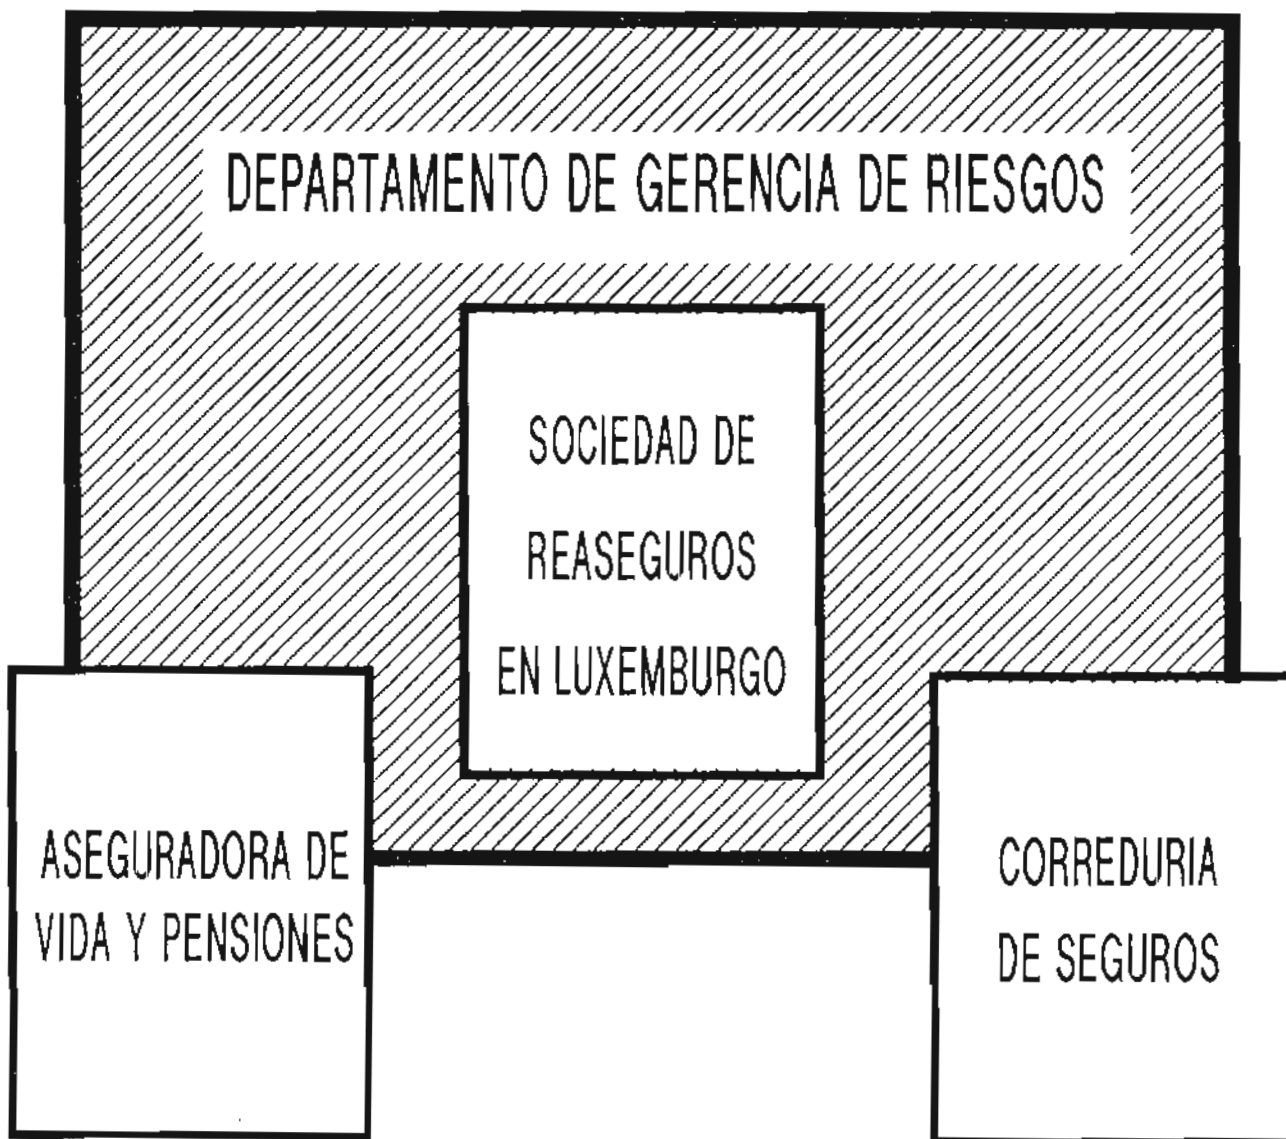 DEPARTAMENTO DE GERENCIA DE RIESGOS
SOCIEDAD DE
REASEGUROS
EN LUXEMBURGO
ASEGURADORA DE
VIDA Y PENSIONES
CORREDURIA
DE SEGUROS